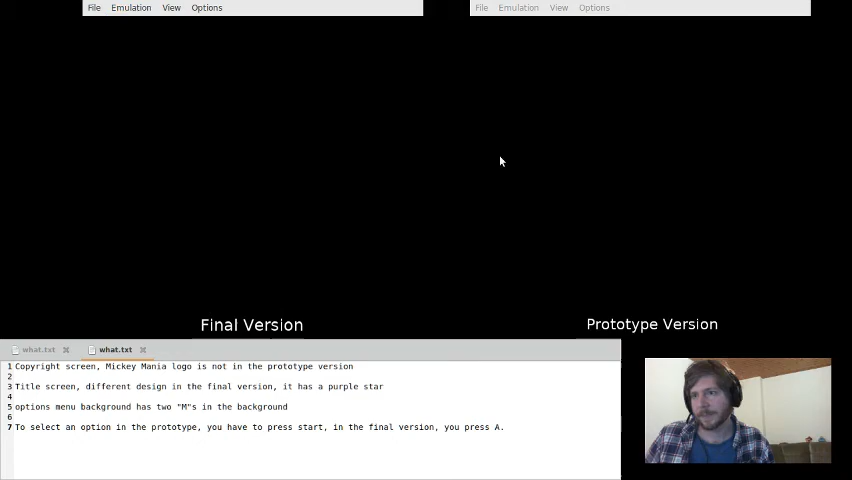 File Emulation View Options
File Emulation View Options
Final Version
Prototype Version
what.txt
what.txt
1 Copyright screen, Mickey Mania logo is not in the prototype version
2
3 Title screen, different design in the final version, it has a purple star
4
5 options menu background has two "M"s in the background
6
7 To select an option in the prototype, you have to press start, in the final version, you press A.